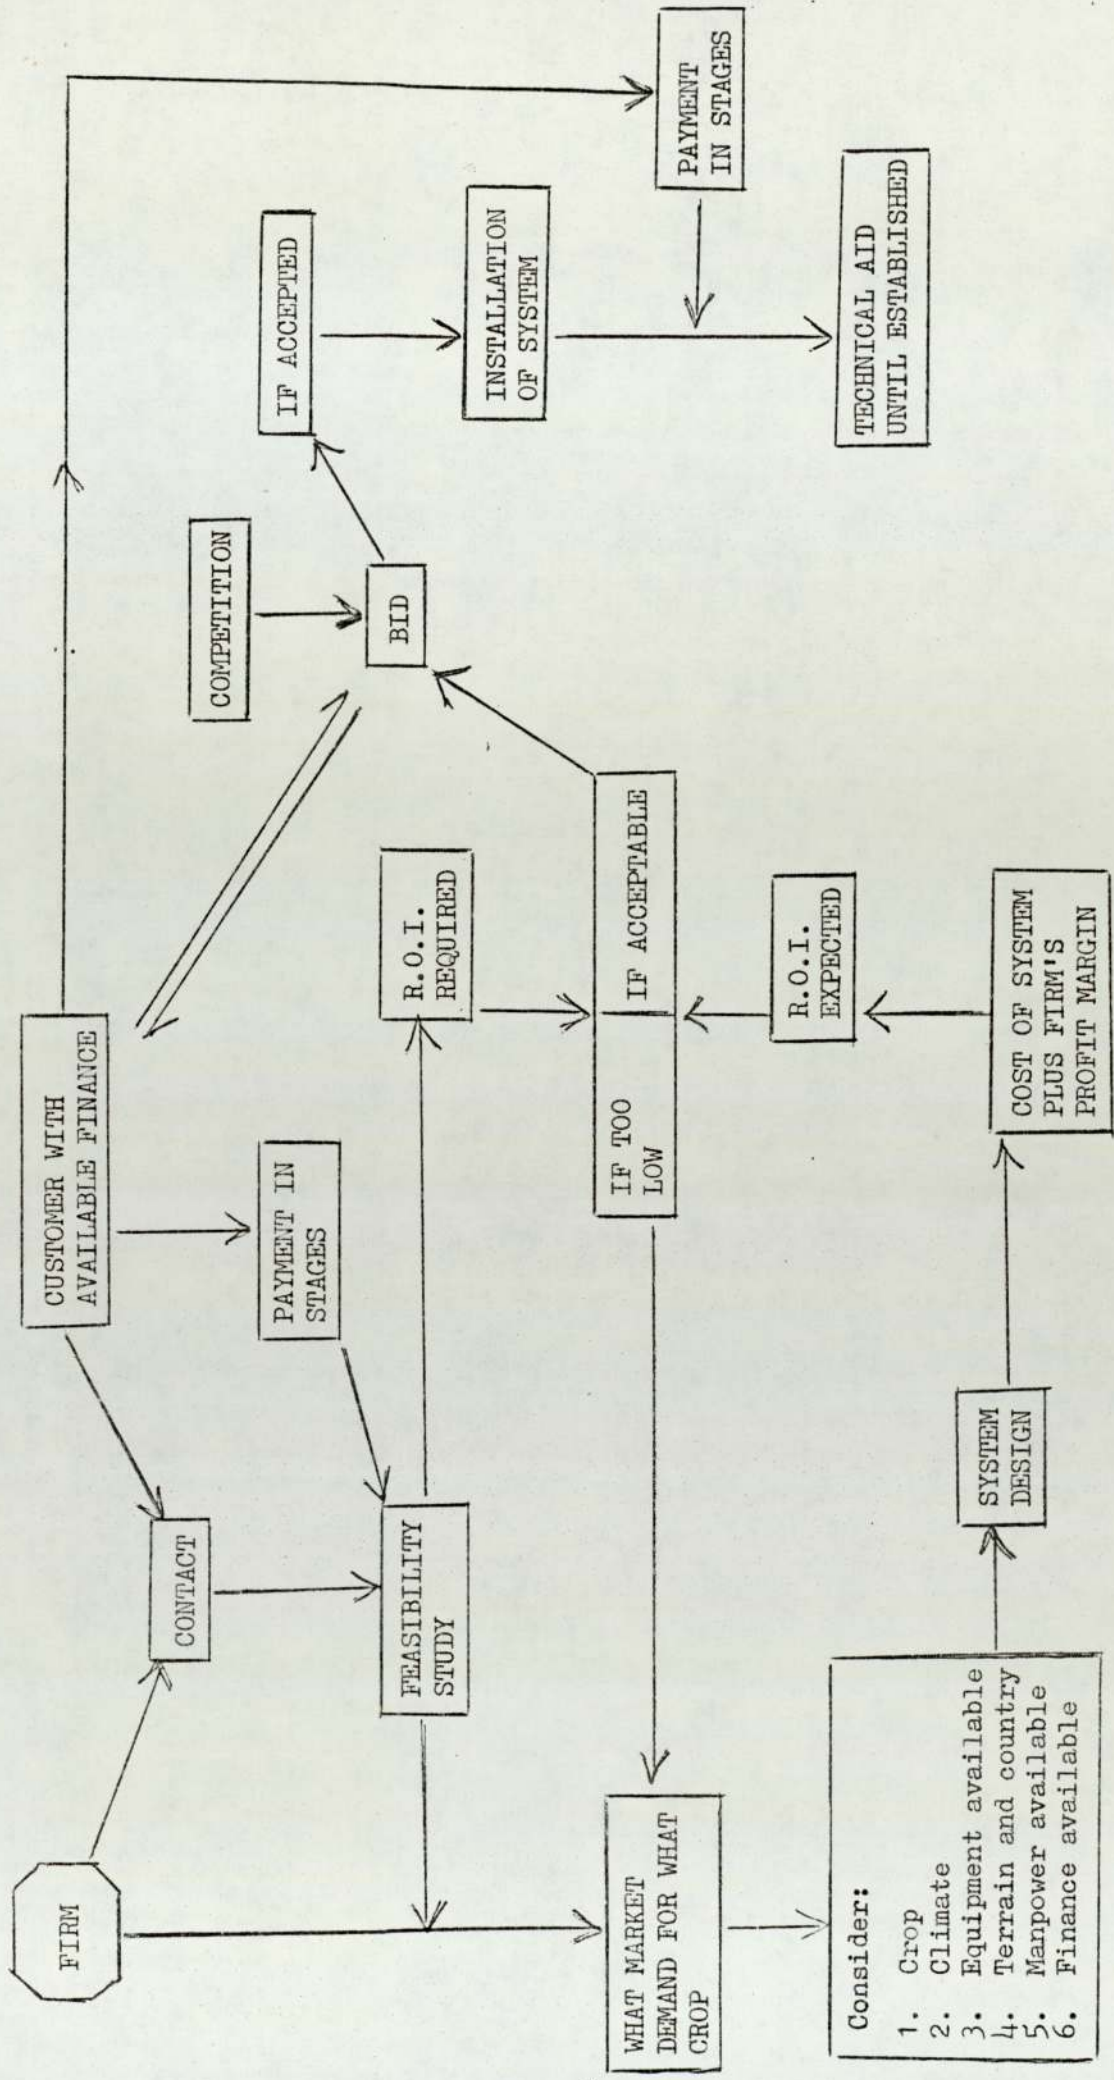 FIRM
CUSTOMER WITH
AVAILABLE FINANCE
CONTACT
PAYMENT IN
STAGES
COMPETITION
IF ACCEPTED
FEASIBILITY
STUDY
R.O.I.
REQUIRED
BID
INSTALLATION
OF SYSTEM
PAYMENT
IN STAGES
WHAT MARKET
DEMAND FOR WHAT
CROP
IF TOO
LOW
IF ACCEPTABLE
R.O.I.
EXPECTED
TECHNICAL AID
UNTIL ESTABLISHED
Consider:
1. Crop
2. Climate
3. Equipment available
4. Terrain and country
5. Manpower available
6. Finance available
SYSTEM
DESIGN
COST OF SYSTEM
PLUS FIRM'S
PROFIT MARGIN